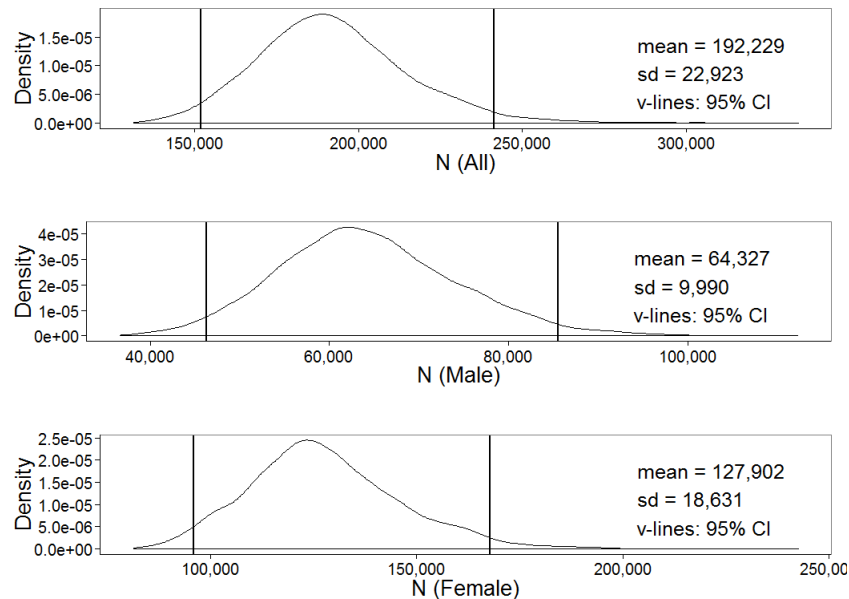 Density
1.5e-05
1.0e-05
5.0e-06
0.0e+00
mean = 192,229
sd = 22,923
v-lines: 95% CI
150,000 200,000 250,000 300,000
N (All)
Density
4e-05
3e-05
2e-05
1e-05
0e+00
mean = 64,327
sd = 9,990
v-lines: 95% CI
40,000 60,000 80,000 100,000
N (Male)
Density
2.5e-05
2.0e-05
1.5e-05
1.0e-05
5.0e-06
0.0e+00
mean = 127,902
sd = 18,631
v-lines: 95% CI
100,000 150,000 200,000 250,00
N (Female)